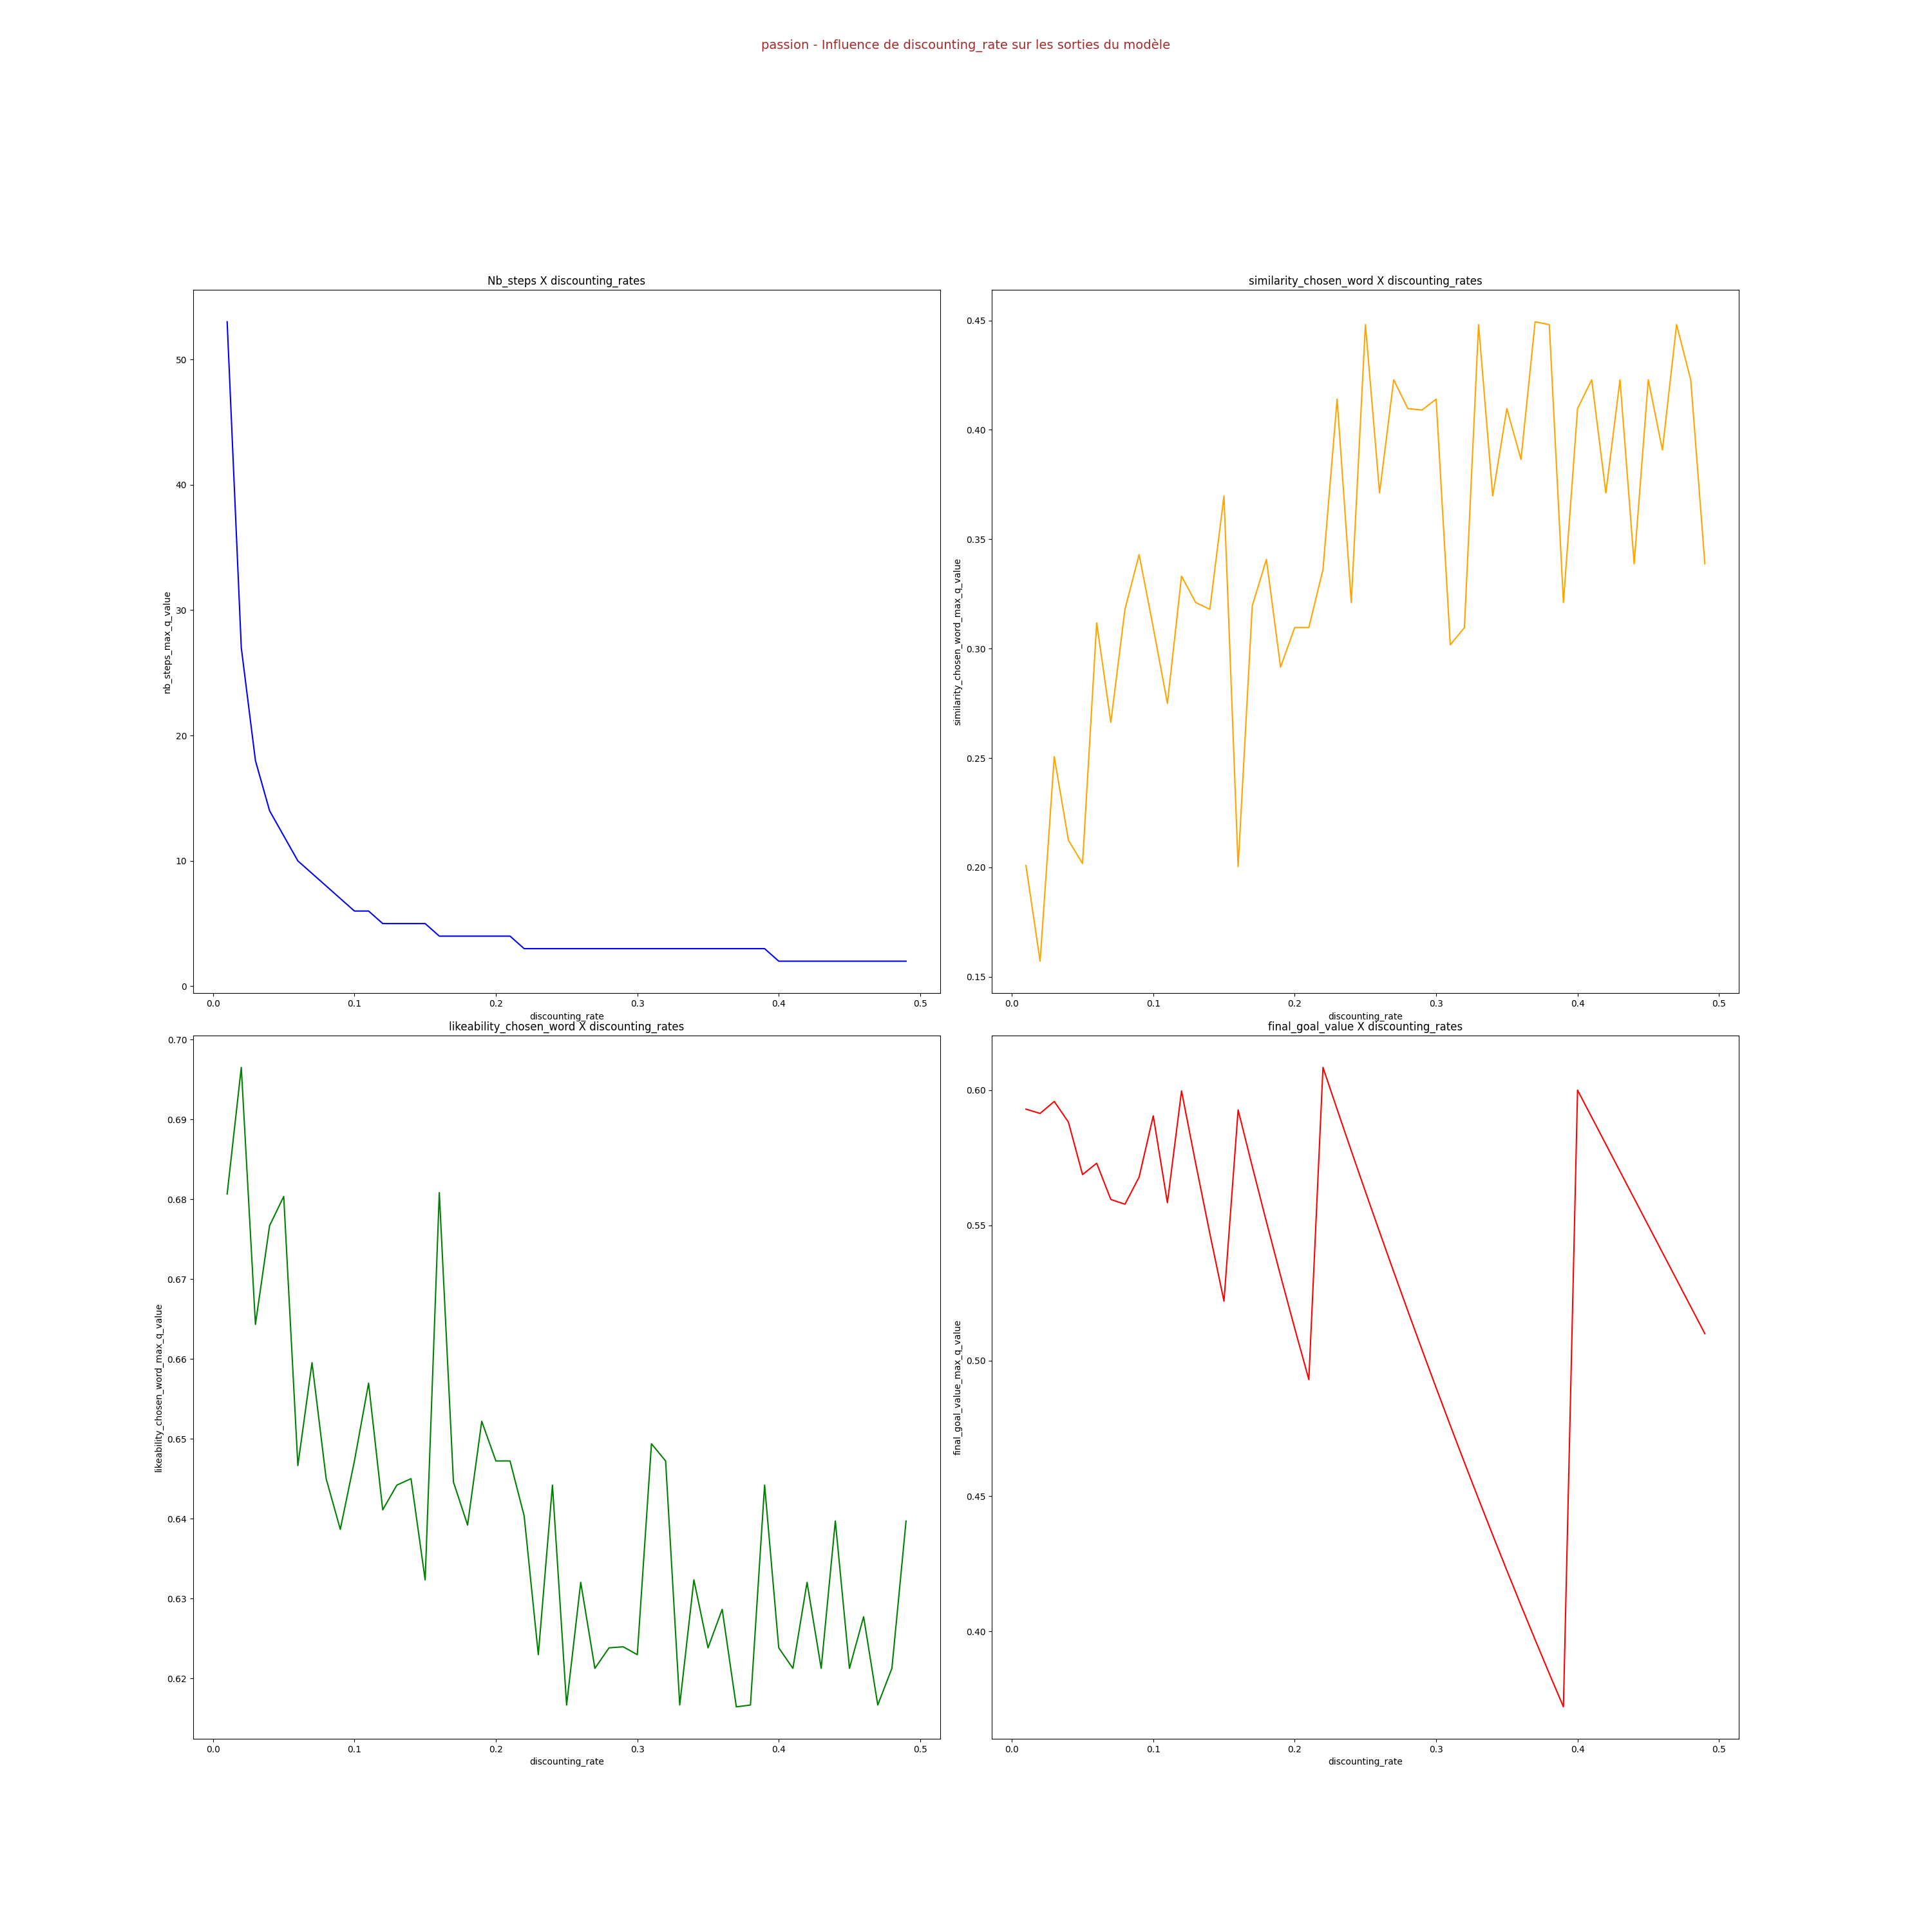 passion - Influence de discounting_rate sur les sorties du modèle
Nb_steps X discounting_rates
nb_steps_max_q_value
50
40
30
20
10
0
0.0 0.1 0.2 0.3 0.4 0.5
discounting_rate
similarity_chosen_word X discounting_rates
similarity_chosen_word_max_q_value
0.45
0.40
0.35
0.30
0.25
0.20
0.15
0.0 0.1 0.2 0.3 0.4 0.5
discounting_rate
likeability_chosen_word X discounting_rates
likeability_chosen_word_max_q_value
0.70
0.69
0.68
0.67
0.66
0.65
0.64
0.63
0.62
0.0 0.1 0.2 0.3 0.4 0.5
discounting_rate
final_goal_value X discounting_rates
final_goal_value_max_q_value
0.60
0.55
0.50
0.45
0.40
0.0 0.1 0.2 0.3 0.4 0.5
discounting_rate